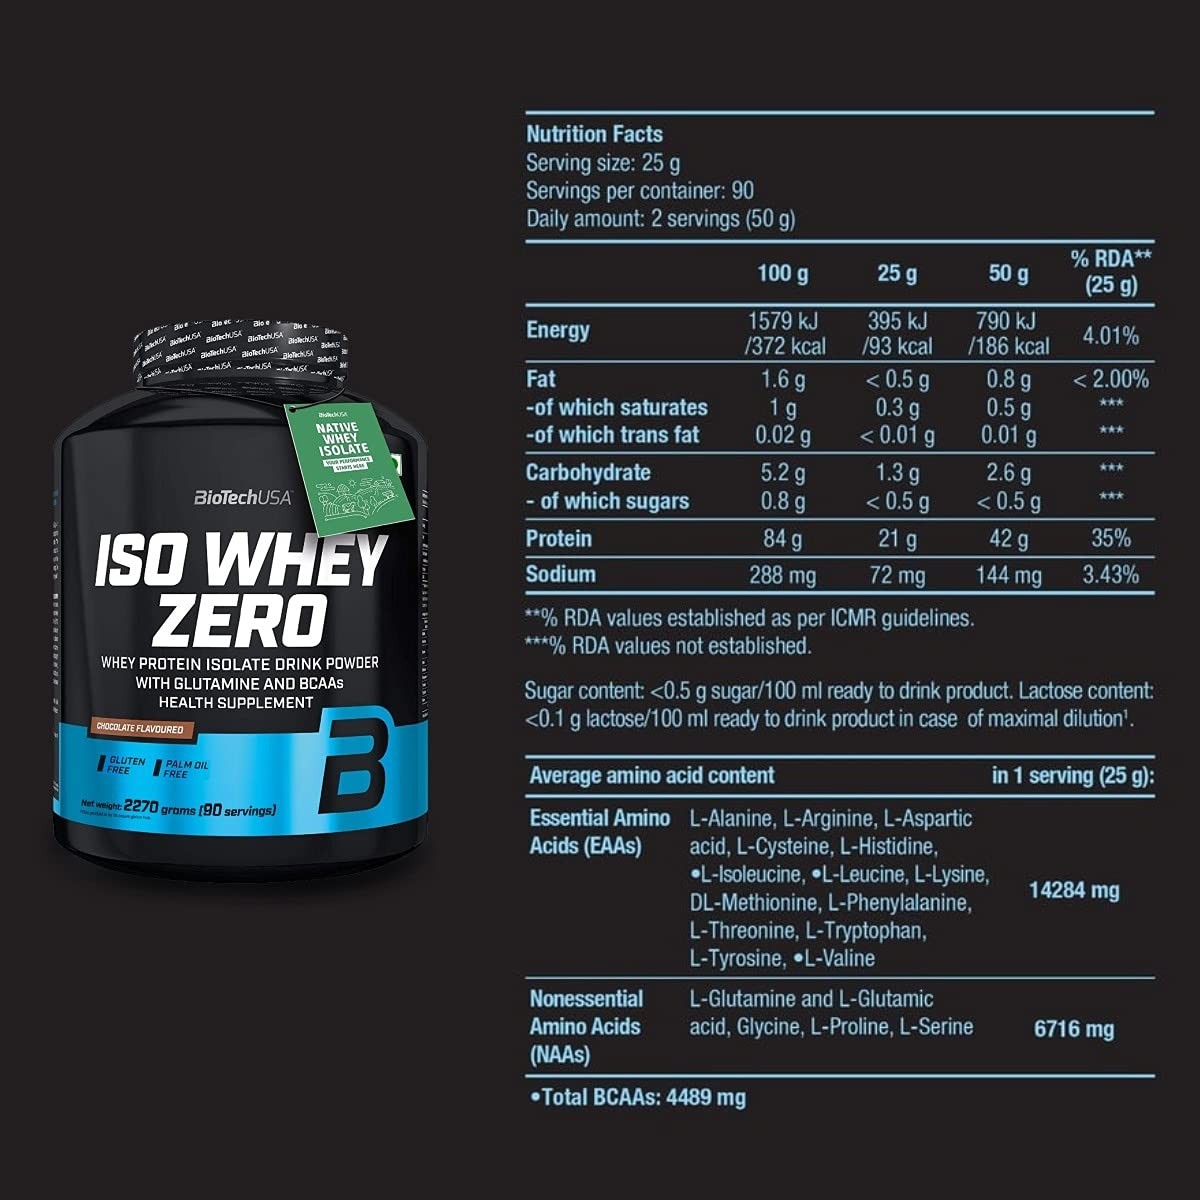 BioTechUSA
NATIVE
WHEY
ISOLATE
YOUR PERFORMANCE
STARTS HERE
BioTechUSA
ISO WHEY
ZERO
WHEY PROTEIN ISOLATE DRINK POWDER
WITH GLUTAMINE AND BCAAs
HEALTH SUPPLEMENT
CHOCOLATE FLAVOURED
GLUTEN FREE
PALM OIL FREE
B
Net weight: 2270 grams (90 servings)
Nutrition Facts
Serving size: 25 g
Servings per container: 90
Daily amount: 2 servings (50 g)
100 g 25 g 50 g % RDA** (25 g)
Energy 1579 kJ /372 kcal 395 kJ /93 kcal 790 kJ /186 kcal 4.01%
Fat 1.6 g < 0.5 g 0.8 g < 2.00%
-of which saturates 1 g 0.3 g 0.5 g ***
-of which trans fat 0.02 g < 0.01 g 0.01 g ***
Carbohydrate 5.2 g 1.3 g 2.6 g ***
- of which sugars 0.8 g < 0.5 g < 0.5 g ***
Protein 84 g 21 g 42 g 35%
Sodium 288 mg 72 mg 144 mg 3.43%
**% RDA values established as per ICMR guidelines.
***% RDA values not established.
Sugar content: <0.5 g sugar/100 ml ready to drink product. Lactose content:
<0.1 g lactose/100 ml ready to drink product in case of maximal dilution¹.
Average amino acid content in 1 serving (25 g):
Essential Amino L-Alanine, L-Arginine, L-Aspartic
Acids (EAAs) acid, L-Cysteine, L-Histidine,
•L-Isoleucine, •L-Leucine, L-Lysine,
14284 mg
DL-Methionine, L-Phenylalanine,
L-Threonine, L-Tryptophan,
L-Tyrosine, •L-Valine
Nonessential L-Glutamine and L-Glutamic
Amino Acids acid, Glycine, L-Proline, L-Serine 6716 mg
(NAAs)
•Total BCAAs: 4489 mg